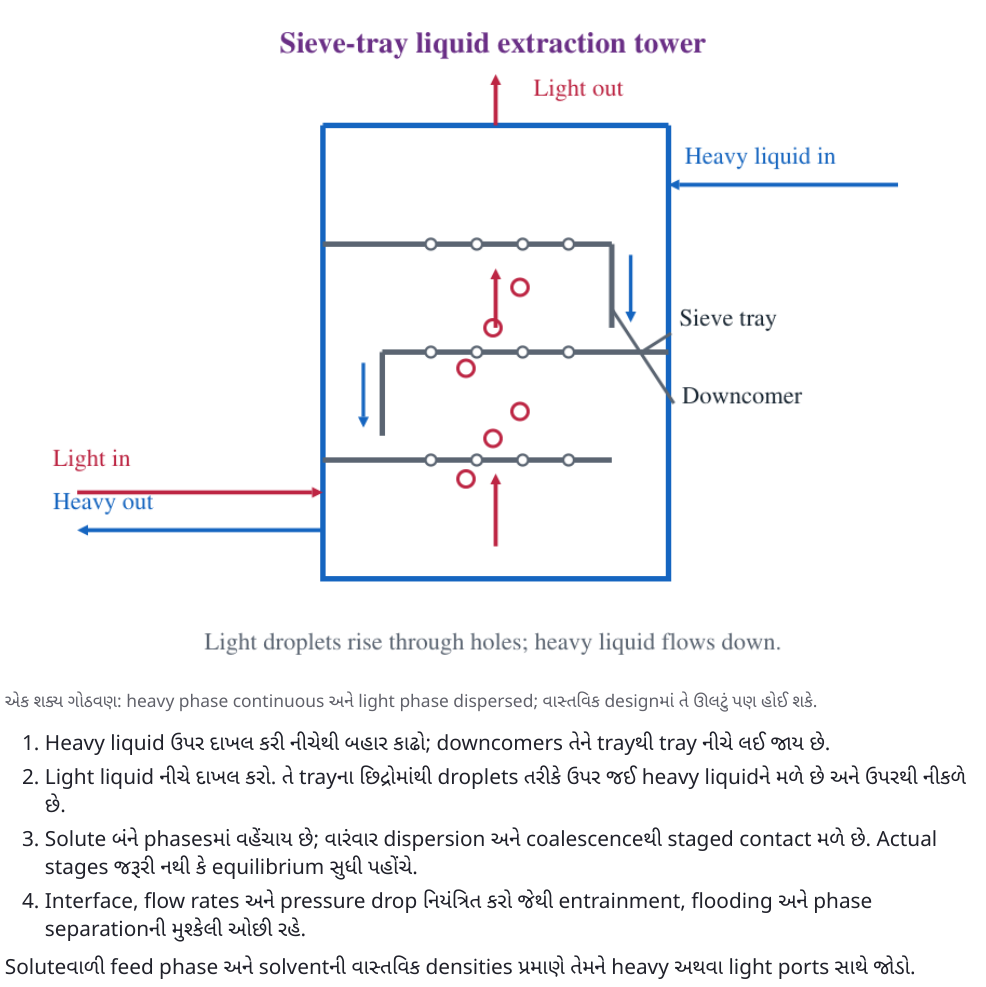 Sieve-tray liquid extraction tower
Light out
Heavy liquid in
Sieve tray
Downcomer
Light in
Heavy out
Light droplets rise through holes; heavy liquid flows down.
એક શક્ય ગોઠવણ: heavy phase continuous અને light phase dispersed; વાસ્તવિક designમાં તે ઊલટું પણ હોઈ શકે.
1. Heavy liquid ઉપર દાખલ કરી નીચેથી બહાર કાઢો; downcomers તેને trayથી tray નીચે લઈ જાય છે.
2. Light liquid નીચે દાખલ કરો. તે trayના છિદ્રોમાંથી droplets તરીકે ઉપર જઈ heavy liquidને મળે છે અને ઉપરથી નીકળે
છે.
3. Solute બંને phasesમાં વહેંચાય છે; વારંવાર dispersion અને coalescenceથી staged contact મળે છે. Actual
stages જરૂરી નથી કે equilibrium સુધી પહોંચે.
4. Interface, flow rates અને pressure drop નિયંત્રિત કરો જેથી entrainment, flooding અને phase
separationની મુશ્કેલી ઓછી રહે.
Soluteવાળી feed phase અને solventની વાસ્તવિક densities પ્રમાણે તેમને heavy અથવા light ports સાથે જોડો.